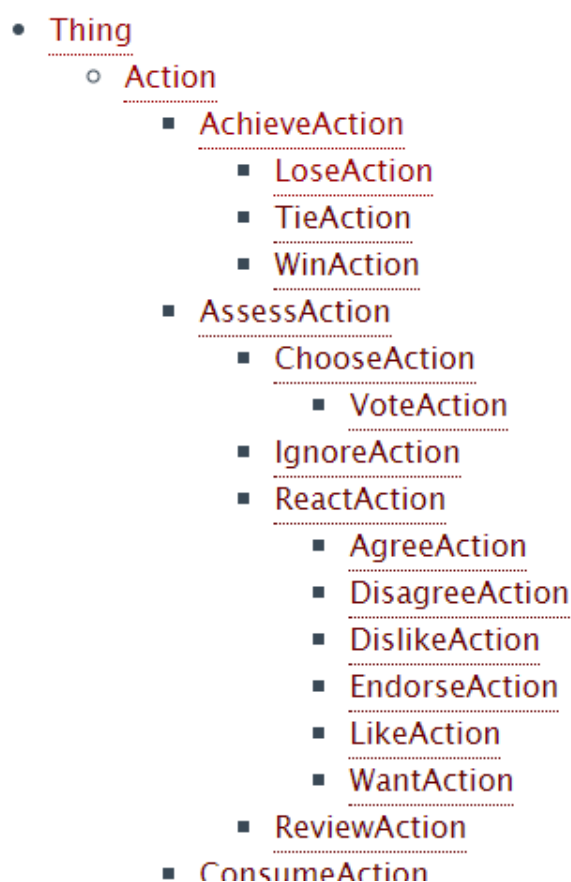 Thing
Action
AchieveAction
LoseAction
TieAction
WinAction
AssessAction
ChooseAction
VoteAction
IgnoreAction
ReactAction
AgreeAction
DisagreeAction
DislikeAction
EndorseAction
LikeAction
WantAction
ReviewAction
ConsumeAction